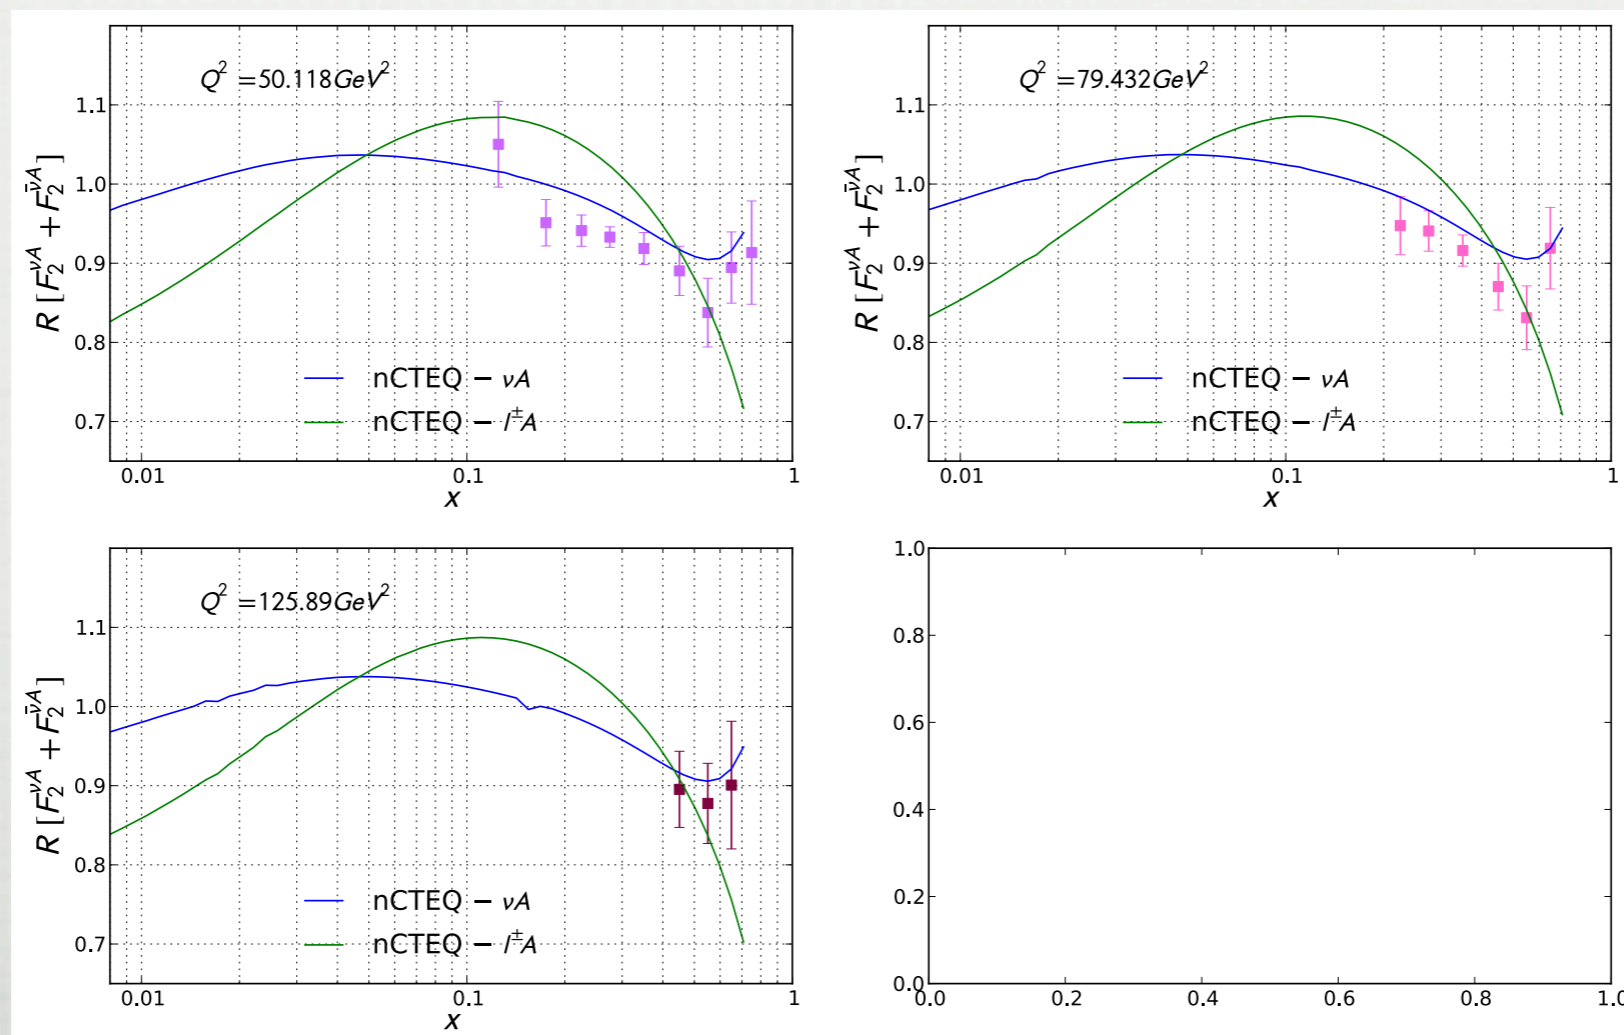 Q² =50.118GeV²
R [F₂^{νA} + F₂^{ν̄A}]
1.1
1.0
0.9
0.8
0.7
nCTEQ − νA
nCTEQ − l^±A
0.01 0.1 1
x
Q² =79.432GeV²
R [F₂^{νA} + F₂^{ν̄A}]
1.1
1.0
0.9
0.8
0.7
nCTEQ − νA
nCTEQ − l^±A
0.01 0.1 1
x
Q² =125.89GeV²
R [F₂^{νA} + F₂^{ν̄A}]
1.1
1.0
0.9
0.8
0.7
nCTEQ − νA
nCTEQ − l^±A
0.01 0.1 1
x
1.0
0.8
0.6
0.4
0.2
0.0
0.0 0.2 0.4 0.6 0.8 1.0